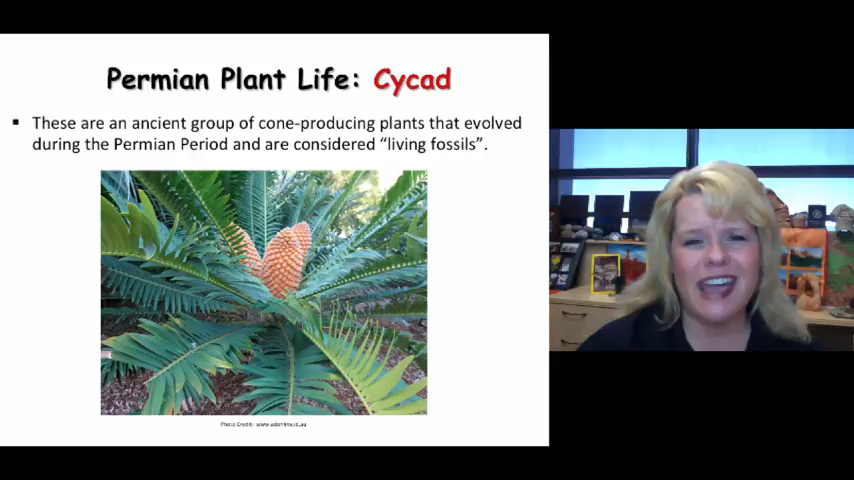 Permian Plant Life: Cycad
▪ These are an ancient group of cone-producing plants that evolved
during the Permian Period and are considered “living fossils”.
Photo Credit: